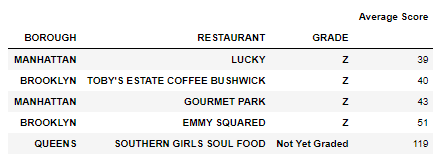 Average Score
BOROUGH RESTAURANT GRADE
MANHATTAN LUCKY Z 39
BROOKLYN TOBY'S ESTATE COFFEE BUSHWICK Z 40
MANHATTAN GOURMET PARK Z 43
BROOKLYN EMMY SQUARED Z 51
QUEENS SOUTHERN GIRLS SOUL FOOD Not Yet Graded 119